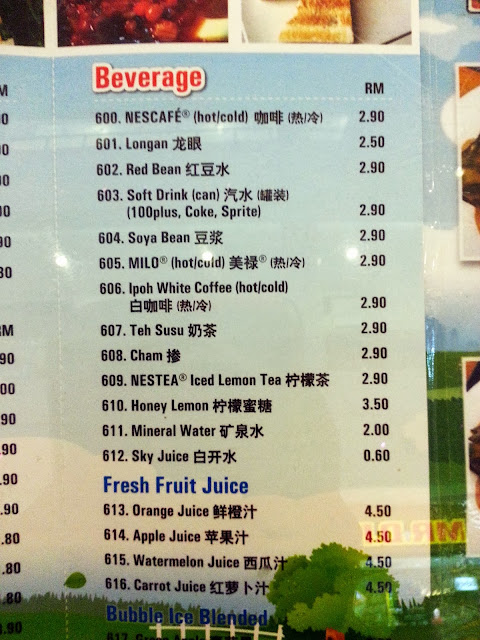 Beverage
RM
600. NESCAFÉ® (hot/cold) 咖啡 (热/冷) 2.90
601. Longan 龙眼 2.50
602. Red Bean 红豆水 2.90
603. Soft Drink (can) 汽水 (罐装)
(100plus, Coke, Sprite) 2.90
604. Soya Bean 豆浆 2.90
605. MILO® (hot/cold) 美禄® (热/冷) 2.90
606. Ipoh White Coffee (hot/cold)
白咖啡 (热/冷) 2.90
607. Teh Susu 奶茶 2.90
608. Cham 掺 2.90
609. NESTEA® Iced Lemon Tea 柠檬茶 2.90
610. Honey Lemon 柠檬蜜糖 3.50
611. Mineral Water 矿泉水 2.00
612. Sky Juice 白开水 0.60
Fresh Fruit Juice
613. Orange Juice 鲜橙汁 4.50
614. Apple Juice 苹果汁 4.50
615. Watermelon Juice 西瓜汁 4.50
616. Carrot Juice 红萝卜汁 4.50
Bubble Ice Blended